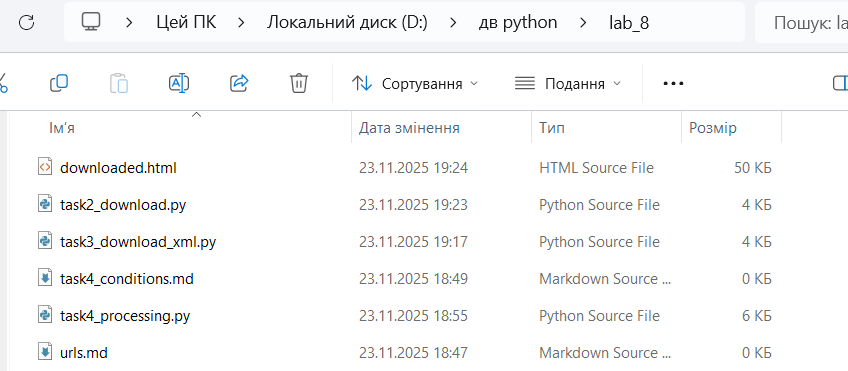 Цей ПК > Локальний диск (D:) > дв python > lab_8 Пошук: la
Сортування Подання
Ім'я Дата змінення Тип Розмір
downloaded.html 23.11.2025 19:24 HTML Source File 50 КБ
task2_download.py 23.11.2025 19:23 Python Source File 4 КБ
task3_download_xml.py 23.11.2025 19:17 Python Source File 4 КБ
task4_conditions.md 23.11.2025 18:49 Markdown Source ... 0 КБ
task4_processing.py 23.11.2025 18:55 Python Source File 6 КБ
urls.md 23.11.2025 18:47 Markdown Source ... 0 КБ